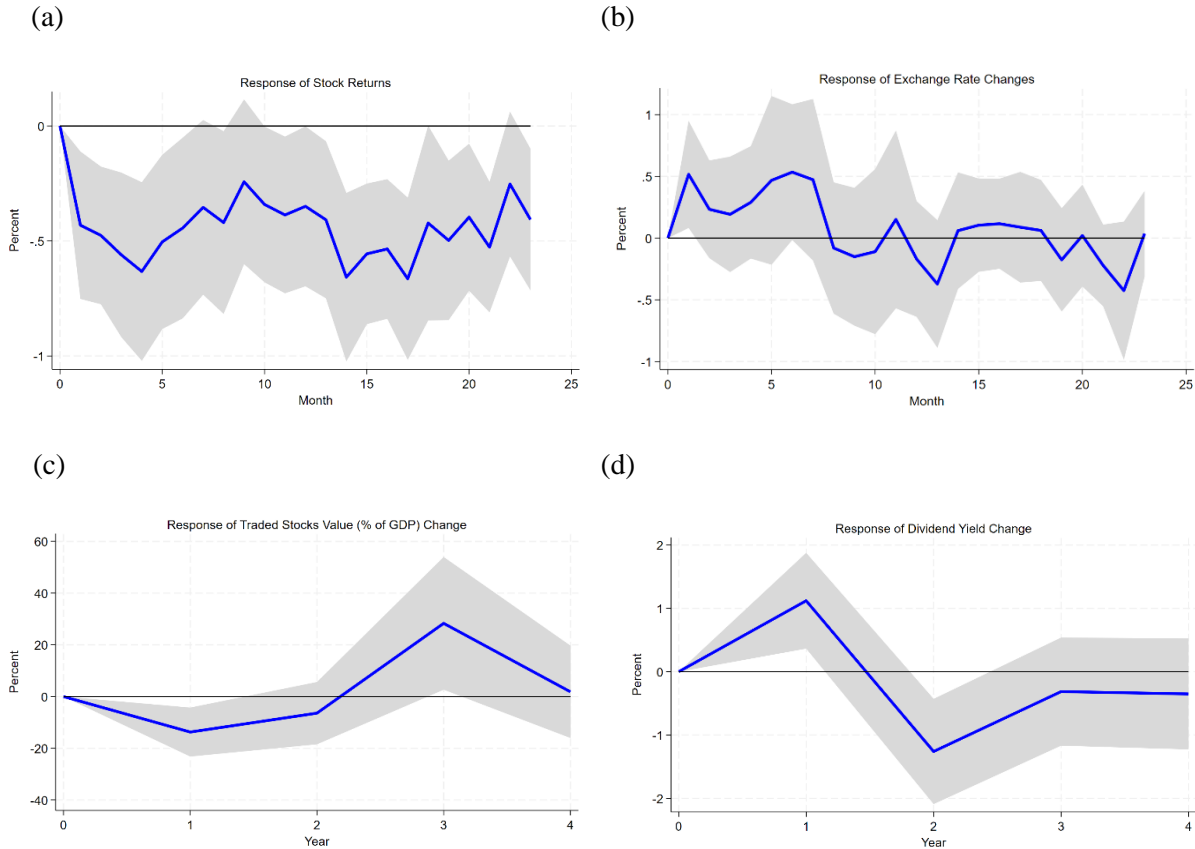 (a)
Response of Stock Returns
0
-.5
-1
Percent
0 5 10 15 20 25
Month
(b)
Response of Exchange Rate Changes
1
.5
0
-.5
-1
Percent
0 5 10 15 20 25
Month
(c)
Response of Traded Stocks Value (% of GDP) Change
60
40
20
0
-20
-40
Percent
0 1 2 3 4
Year
(d)
Response of Dividend Yield Change
2
1
0
-1
-2
Percent
0 1 2 3 4
Year